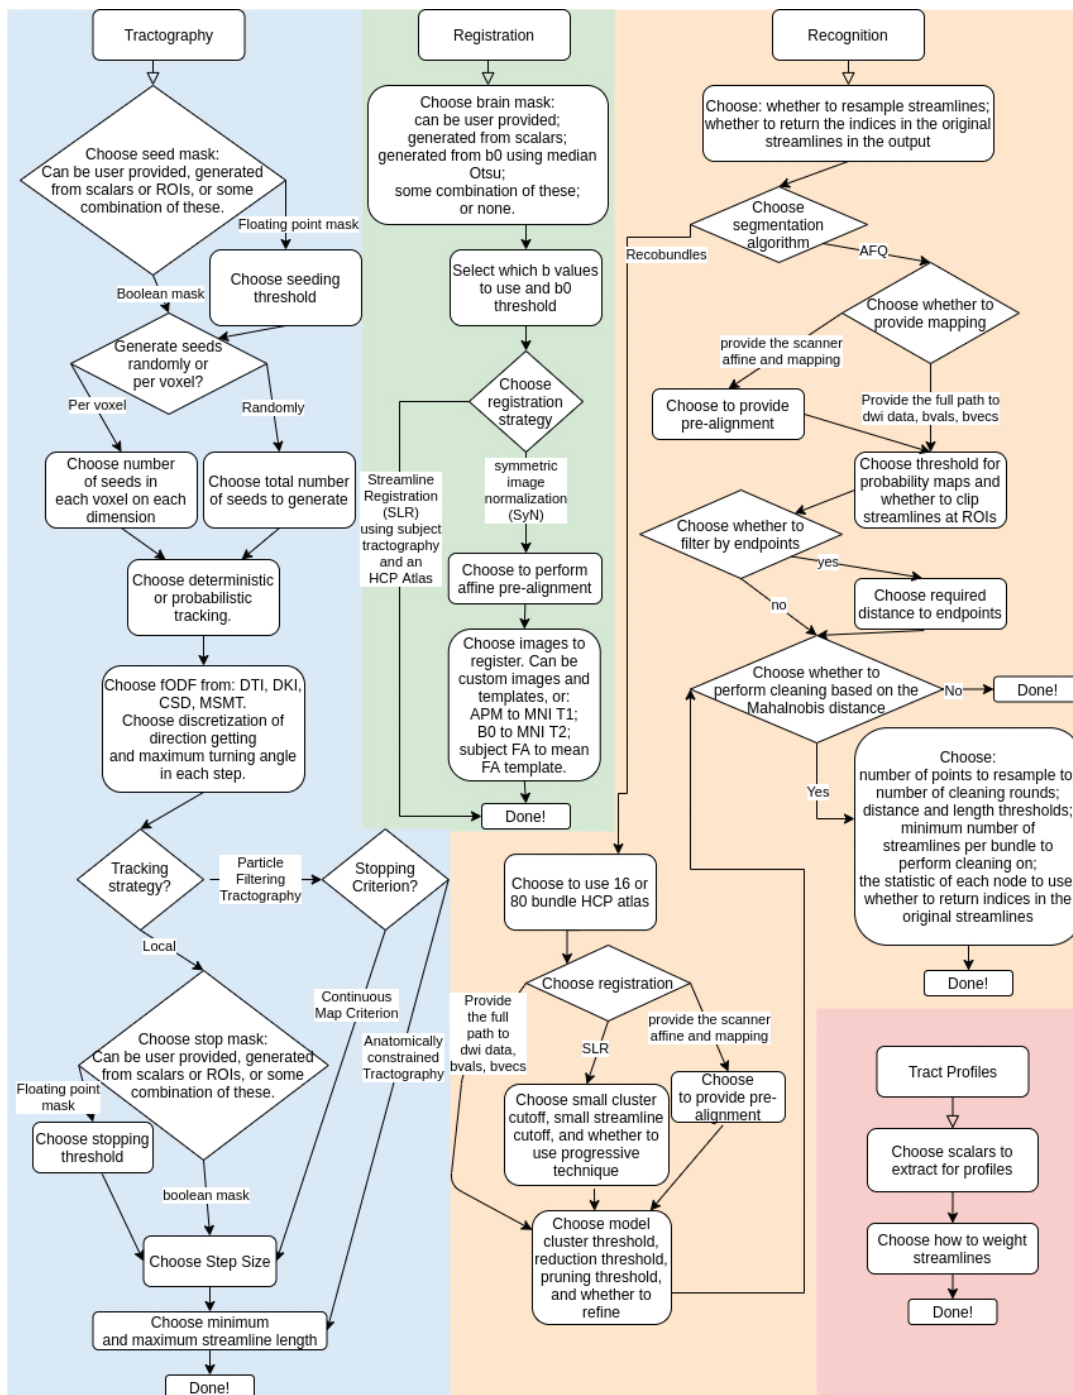 Tractography
Choose seed mask:
Can be user provided, generated
from scalars or ROIs, or some
combination of these.
Floating point mask
Choose seeding
threshold
Boolean mask
Generate seeds
randomly or
per voxel?
Per voxel
Randomly
Choose number
of seeds in
each voxel on each
dimension
Choose total number
of seeds to generate
Choose deterministic
or probabilistic
tracking.
Choose fODF from: DTI, DKI,
CSD, MSMT.
Choose discretization of
direction getting
and maximum turning angle
in each step.
Tracking
strategy?
Particle
Filtering
Tractography
Stopping
Criterion?
Local
Continuous
Map Criterion
Anatomically
constrained
Tractography
Choose stop mask:
Can be user provided, generated
from scalars or ROIs, or some
combination of these.
Floating point
mask
Choose stopping
threshold
boolean mask
Choose Step Size
Choose minimum
and maximum streamline length
Done!
Registration
Choose brain mask:
can be user provided;
generated from scalars;
generated from b0 using median
Otsu;
some combination of these;
or none.
Select which b values
to use and b0
threshold
Choose
registration
strategy
Streamline
Registration
(SLR)
using subject
tractography
and an
HCP Atlas
symmetric
image
normalization
(SyN)
Choose to perform
affine pre-alignment
Choose images to
register. Can be
custom images and
templates, or:
APM to MNI T1;
B0 to MNI T2;
subject FA to mean
FA template.
Done!
Recognition
Choose: whether to resample streamlines;
whether to return the indices in the original
streamlines in the output
Choose
segmentation
algorithm
Recobundles
AFQ
Choose whether to
provide mapping
provide the scanner
affine and mapping
Choose to provide
pre-alignment
Provide the full path to
dwi data, bvals, bvecs
Choose threshold for
probability maps and
whether to clip
streamlines at ROIs
Choose whether to
filter by endpoints
yes
Choose required
distance to endpoints
no
Choose whether to
perform cleaning based on the
Mahalnobis distance
No
Done!
Yes
Choose:
number of points to resample to
number of cleaning rounds;
distance and length thresholds;
minimum number of
streamlines per bundle to
perform cleaning on;
the statistic of each node to use
whether to return indices in the
original streamlines
Done!
Choose to use 16 or
80 bundle HCP atlas
Choose registration
Provide
the full
path to
dwi data,
bvals, bvecs
SLR
provide the scanner
affine and mapping
Choose
to provide pre-
alignment
Choose small cluster
cutoff, small streamline
cutoff, and whether to
use progressive
technique
Choose model
cluster threshold,
reduction threshold,
pruning threshold,
and whether to
refine
Tract Profiles
Choose scalars to
extract for profiles
Choose how to weight
streamlines
Done!